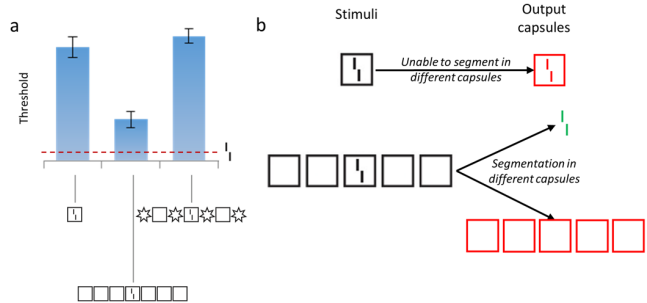 a
Threshold
b
Stimuli
Output
capsules
Unable to segment in
different capsules
Segmentation in
different capsules